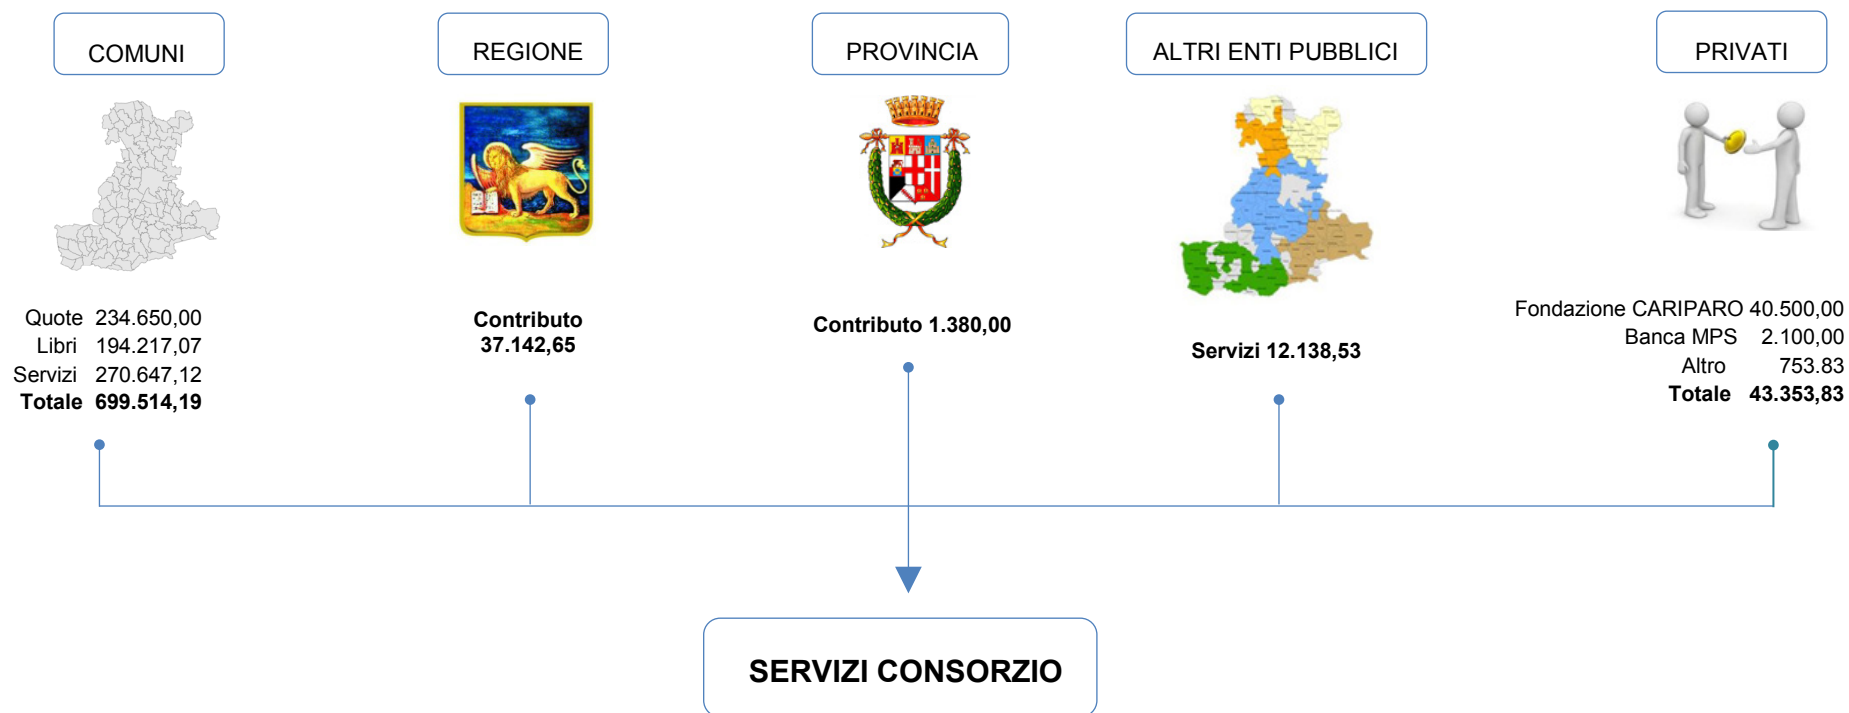 COMUNI
REGIONE
PROVINCIA
ALTRI ENTI PUBBLICI
PRIVATI
Quote 234.650,00
Libri 194.217,07
Servizi 270.647,12
Totale 699.514,19
Contributo
37.142,65
Contributo 1.380,00
Servizi 12.138,53
Fondazione CARIPARO 40.500,00
Banca MPS 2.100,00
Altro 753.83
Totale 43.353,83
SERVIZI CONSORZIO